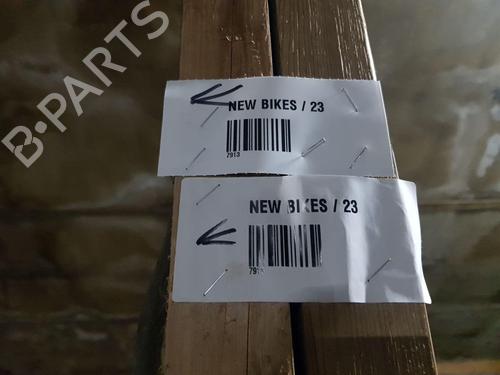 B-PARTS
NEW BIKES / 23
7913
NEW BIKES / 23